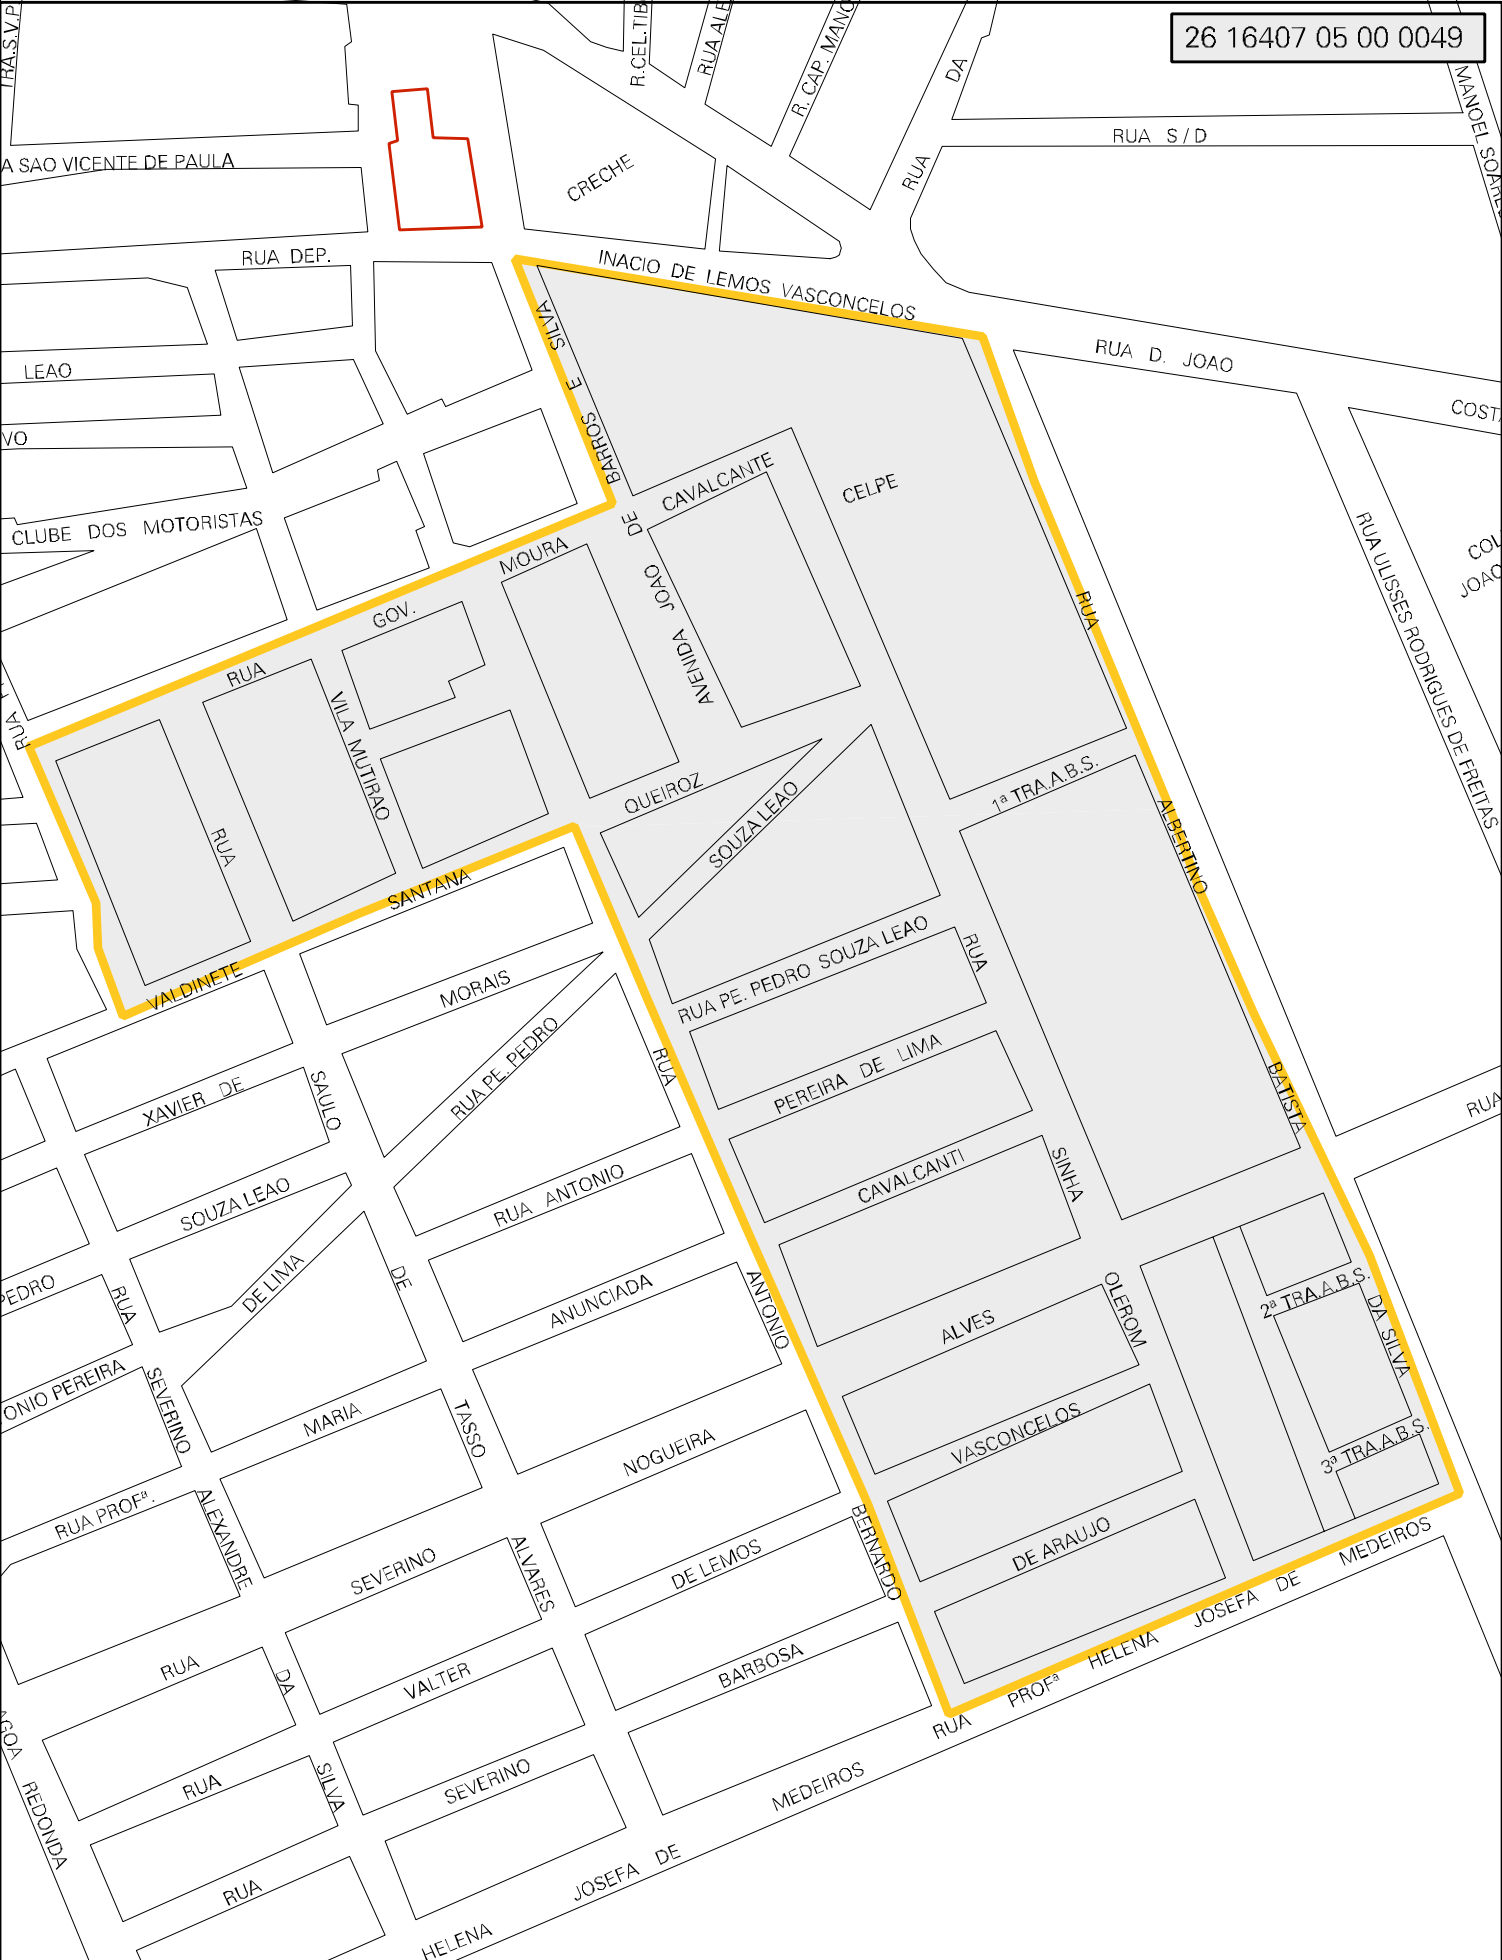 26 16407 05 00 0049
TRA.S.V.P
R.CEL.TIB
RUA ALE
R. CAP. MANO
DA
MANOEL SOARES
RUA S/D
A SAO VICENTE DE PAULA
CRECHE
RUA
RUA DEP.
INACIO DE LEMOS VASCONCELOS
RUA D. JOAO
COSTA
LEAO
VO
BARROS E SILVA
CAVALCANTE
CELPE
CLUBE DOS MOTORISTAS
DE
MOURA
COL
JOAO
AVENIDA JOAO
GOV.
RUA
RUA
RUA ULISSES RODRIGUES DE FREITAS
RUA
VILA MUTIRAO
QUEIROZ
SOUZA LEAO
1ª TRA.A.B.S.
RUA
ALBERTINO
SANTANA
VALDINETE
MORAIS
RUA PE. PEDRO SOUZA LEAO
RUA
RUA PE. PEDRO
RUA
PEREIRA DE LIMA
BATISTA
RUA
XAVIER DE
SAULO
SOUZA LEAO
RUA ANTONIO
CAVALCANTI
SINHA
DE LIMA
DE
PEDRO
RUA
ANUNCIADA
ANTONIO
ALVES
OLEROM
2ª TRA.A.B.S.
DA SILVA
ONIO PEREIRA
SEVERINO
MARIA
TASSO
NOGUEIRA
VASCONCELOS
3ª TRA.A.B.S.
RUA PROFª.
ALEXANDRE
SEVERINO
ALVARES
DE LEMOS
BERNARDO
DE ARAUJO
RUA PROFª HELENA JOSEFA DE MEDEIROS
RUA
DA
VALTER
BARBOSA
AGOA REDONDA
RUA
SILVA
SEVERINO
RUA
HELENA JOSEFA DE MEDEIROS